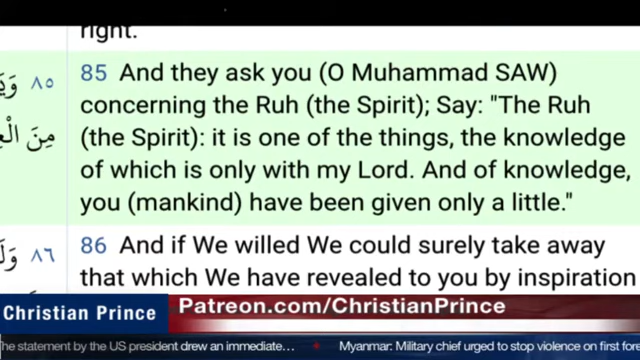 right.
85 And they ask you (O Muhammad SAW)
concerning the Ruh (the Spirit); Say: "The Ruh
(the Spirit): it is one of the things, the knowledge
of which is only with my Lord. And of knowledge,
you (mankind) have been given only a little."
٨٥
مِنَ
86 And if We willed We could surely take away
that which We have revealed to you by inspiration
٨٦
Christian Prince
Patreon.com/ChristianPrince
The statement by the US president drew an immediate...
Myanmar: Military chief urged to stop violence on first fore